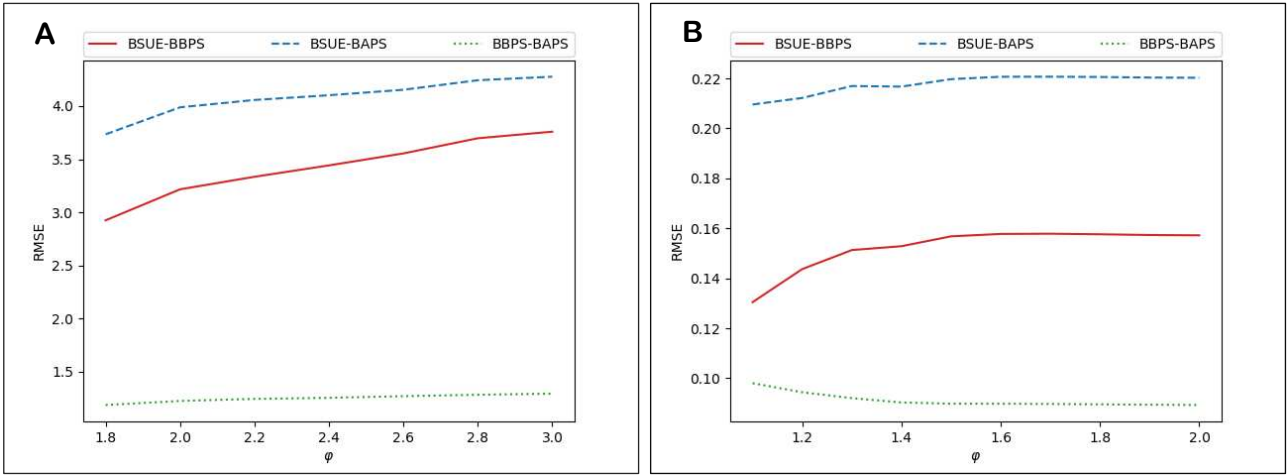 A
BSUE-BBPS BSUE-BAPS BBPS-BAPS
4.0
3.5
3.0
2.5
2.0
1.5
RMSE
1.8 2.0 2.2 2.4 2.6 2.8 3.0
φ
B
BSUE-BBPS BSUE-BAPS BBPS-BAPS
0.22
0.20
0.18
0.16
0.14
0.12
0.10
RMSE
1.2 1.4 1.6 1.8 2.0
φ